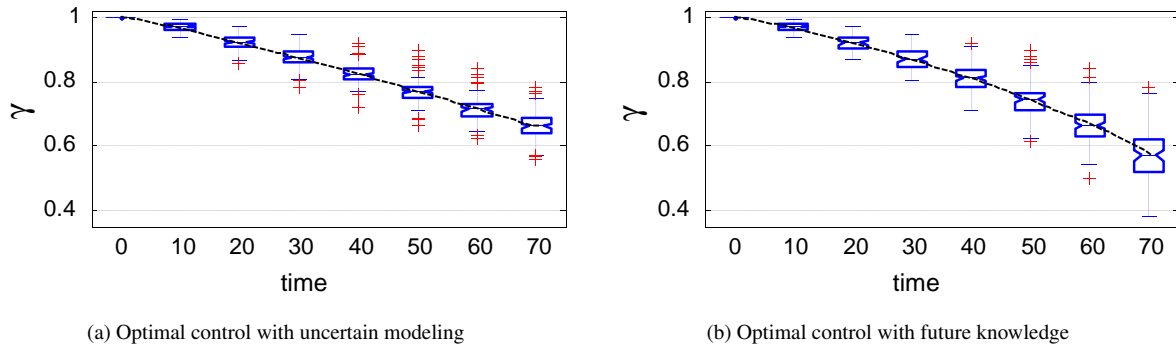 1
0.8
γ
0.6
0.4
0 10 20 30 40 50 60 70
time
(a) Optimal control with uncertain modeling
1
0.8
γ
0.6
0.4
0 10 20 30 40 50 60 70
time
(b) Optimal control with future knowledge